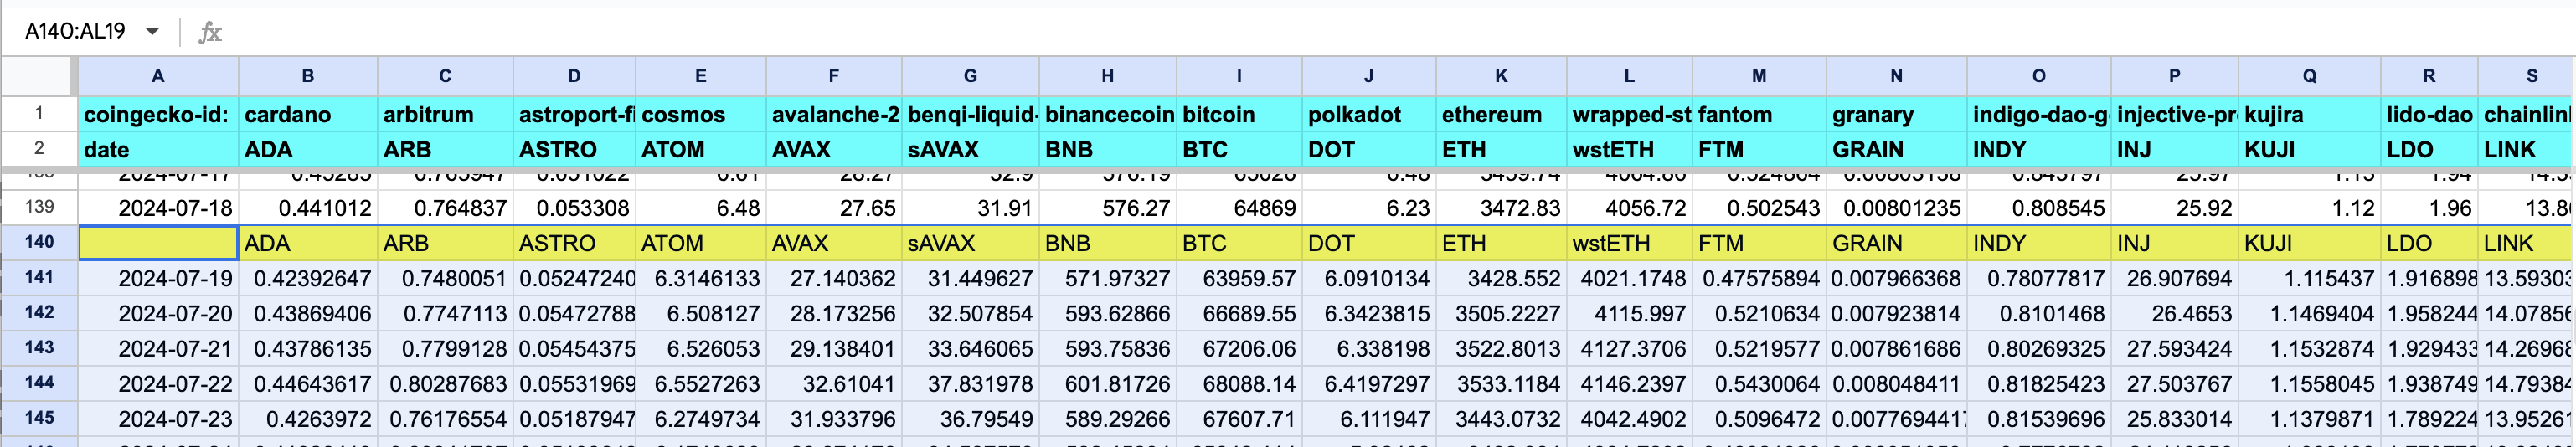 A140:AL19 fx
A B C D E F G H I J K L M N O P Q R S
1 coingecko-id: cardano arbitrum astroport-fi cosmos avalanche-2 benqi-liquid- binancecoin bitcoin polkadot ethereum wrapped-st fantom granary indigo-dao-g injective-pr kujira lido-dao chainlin
2 date ADA ARB ASTRO ATOM AVAX sAVAX BNB BTC DOT ETH wstETH FTM GRAIN INDY INJ KUJI LDO LINK
139 2024-07-18 0.441012 0.764837 0.053308 6.48 27.65 31.91 576.27 64869 6.23 3472.83 4056.72 0.502543 0.00801235 0.808545 25.92 1.12 1.96 13.8
140 ADA ARB ASTRO ATOM AVAX sAVAX BNB BTC DOT ETH wstETH FTM GRAIN INDY INJ KUJI LDO LINK
141 2024-07-19 0.42392647 0.7480051 0.05247240 6.3146133 27.140362 31.449627 571.97327 63959.57 6.0910134 3428.552 4021.1748 0.47575894 0.007966368 0.78077817 26.907694 1.115437 1.916898 13.5930
142 2024-07-20 0.43869406 0.7747113 0.05472788 6.508127 28.173256 32.507854 593.62866 66689.55 6.3423815 3505.2227 4115.997 0.5210634 0.007923814 0.8101468 26.4653 1.1469404 1.958244 14.0785
143 2024-07-21 0.43786135 0.7799128 0.05454375 6.526053 29.138401 33.646065 593.75836 67206.06 6.338198 3522.8013 4127.3706 0.5219577 0.007861686 0.80269325 27.593424 1.1532874 1.929433 14.2696
144 2024-07-22 0.44643617 0.80287683 0.05531969 6.5527263 32.61041 37.831978 601.81726 68088.14 6.4197297 3533.1184 4146.2397 0.5430064 0.008048411 0.81825423 27.503767 1.1558045 1.938749 14.7938
145 2024-07-23 0.4263972 0.76176554 0.05187947 6.2749734 31.933796 36.79549 589.29266 67607.71 6.111947 3443.0732 4042.4902 0.5096472 0.007769441 0.81539696 25.833014 1.1379871 1.789224 13.9526